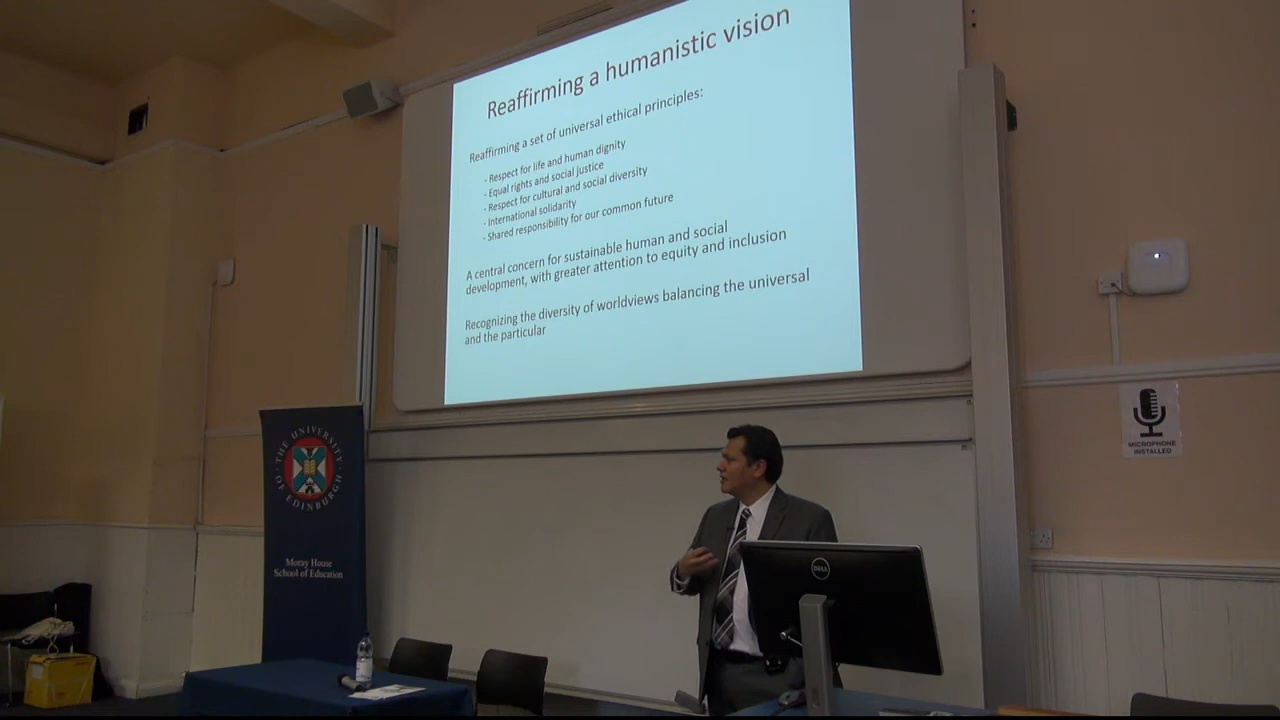 Reaffirming a humanistic vision
Reaffirming a set of universal ethical principles:
- Respect for life and human dignity
- Equal rights and social justice
- Respect for cultural and social diversity
- International solidarity
- Shared responsibility for our common future
A central concern for sustainable human and social
development, with greater attention to equity and inclusion
Recognizing the diversity of worldviews balancing the universal
and the particular
THE UNIVERSITY
OF EDINBURGH
Moray House
School of Education
DELL
MICROPHONE
INSTALLED